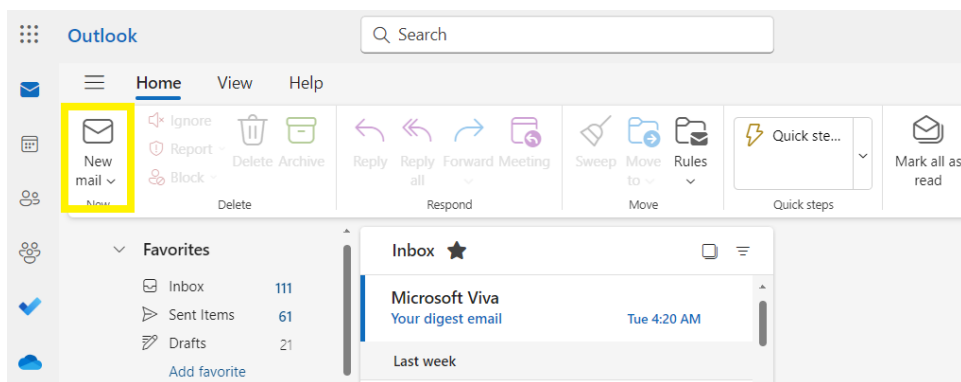 Outlook
Search
Home View Help
New mail
New
Ignore
Report
Block
Delete Archive
Delete
Reply Reply all Forward Meeting
Respond
Sweep Move to Rules
Move
Quick ste...
Quick steps
Mark all as read
Favorites
Inbox 111
Sent Items 61
Drafts 21
Add favorite
Inbox
Microsoft Viva
Your digest email Tue 4:20 AM
Last week